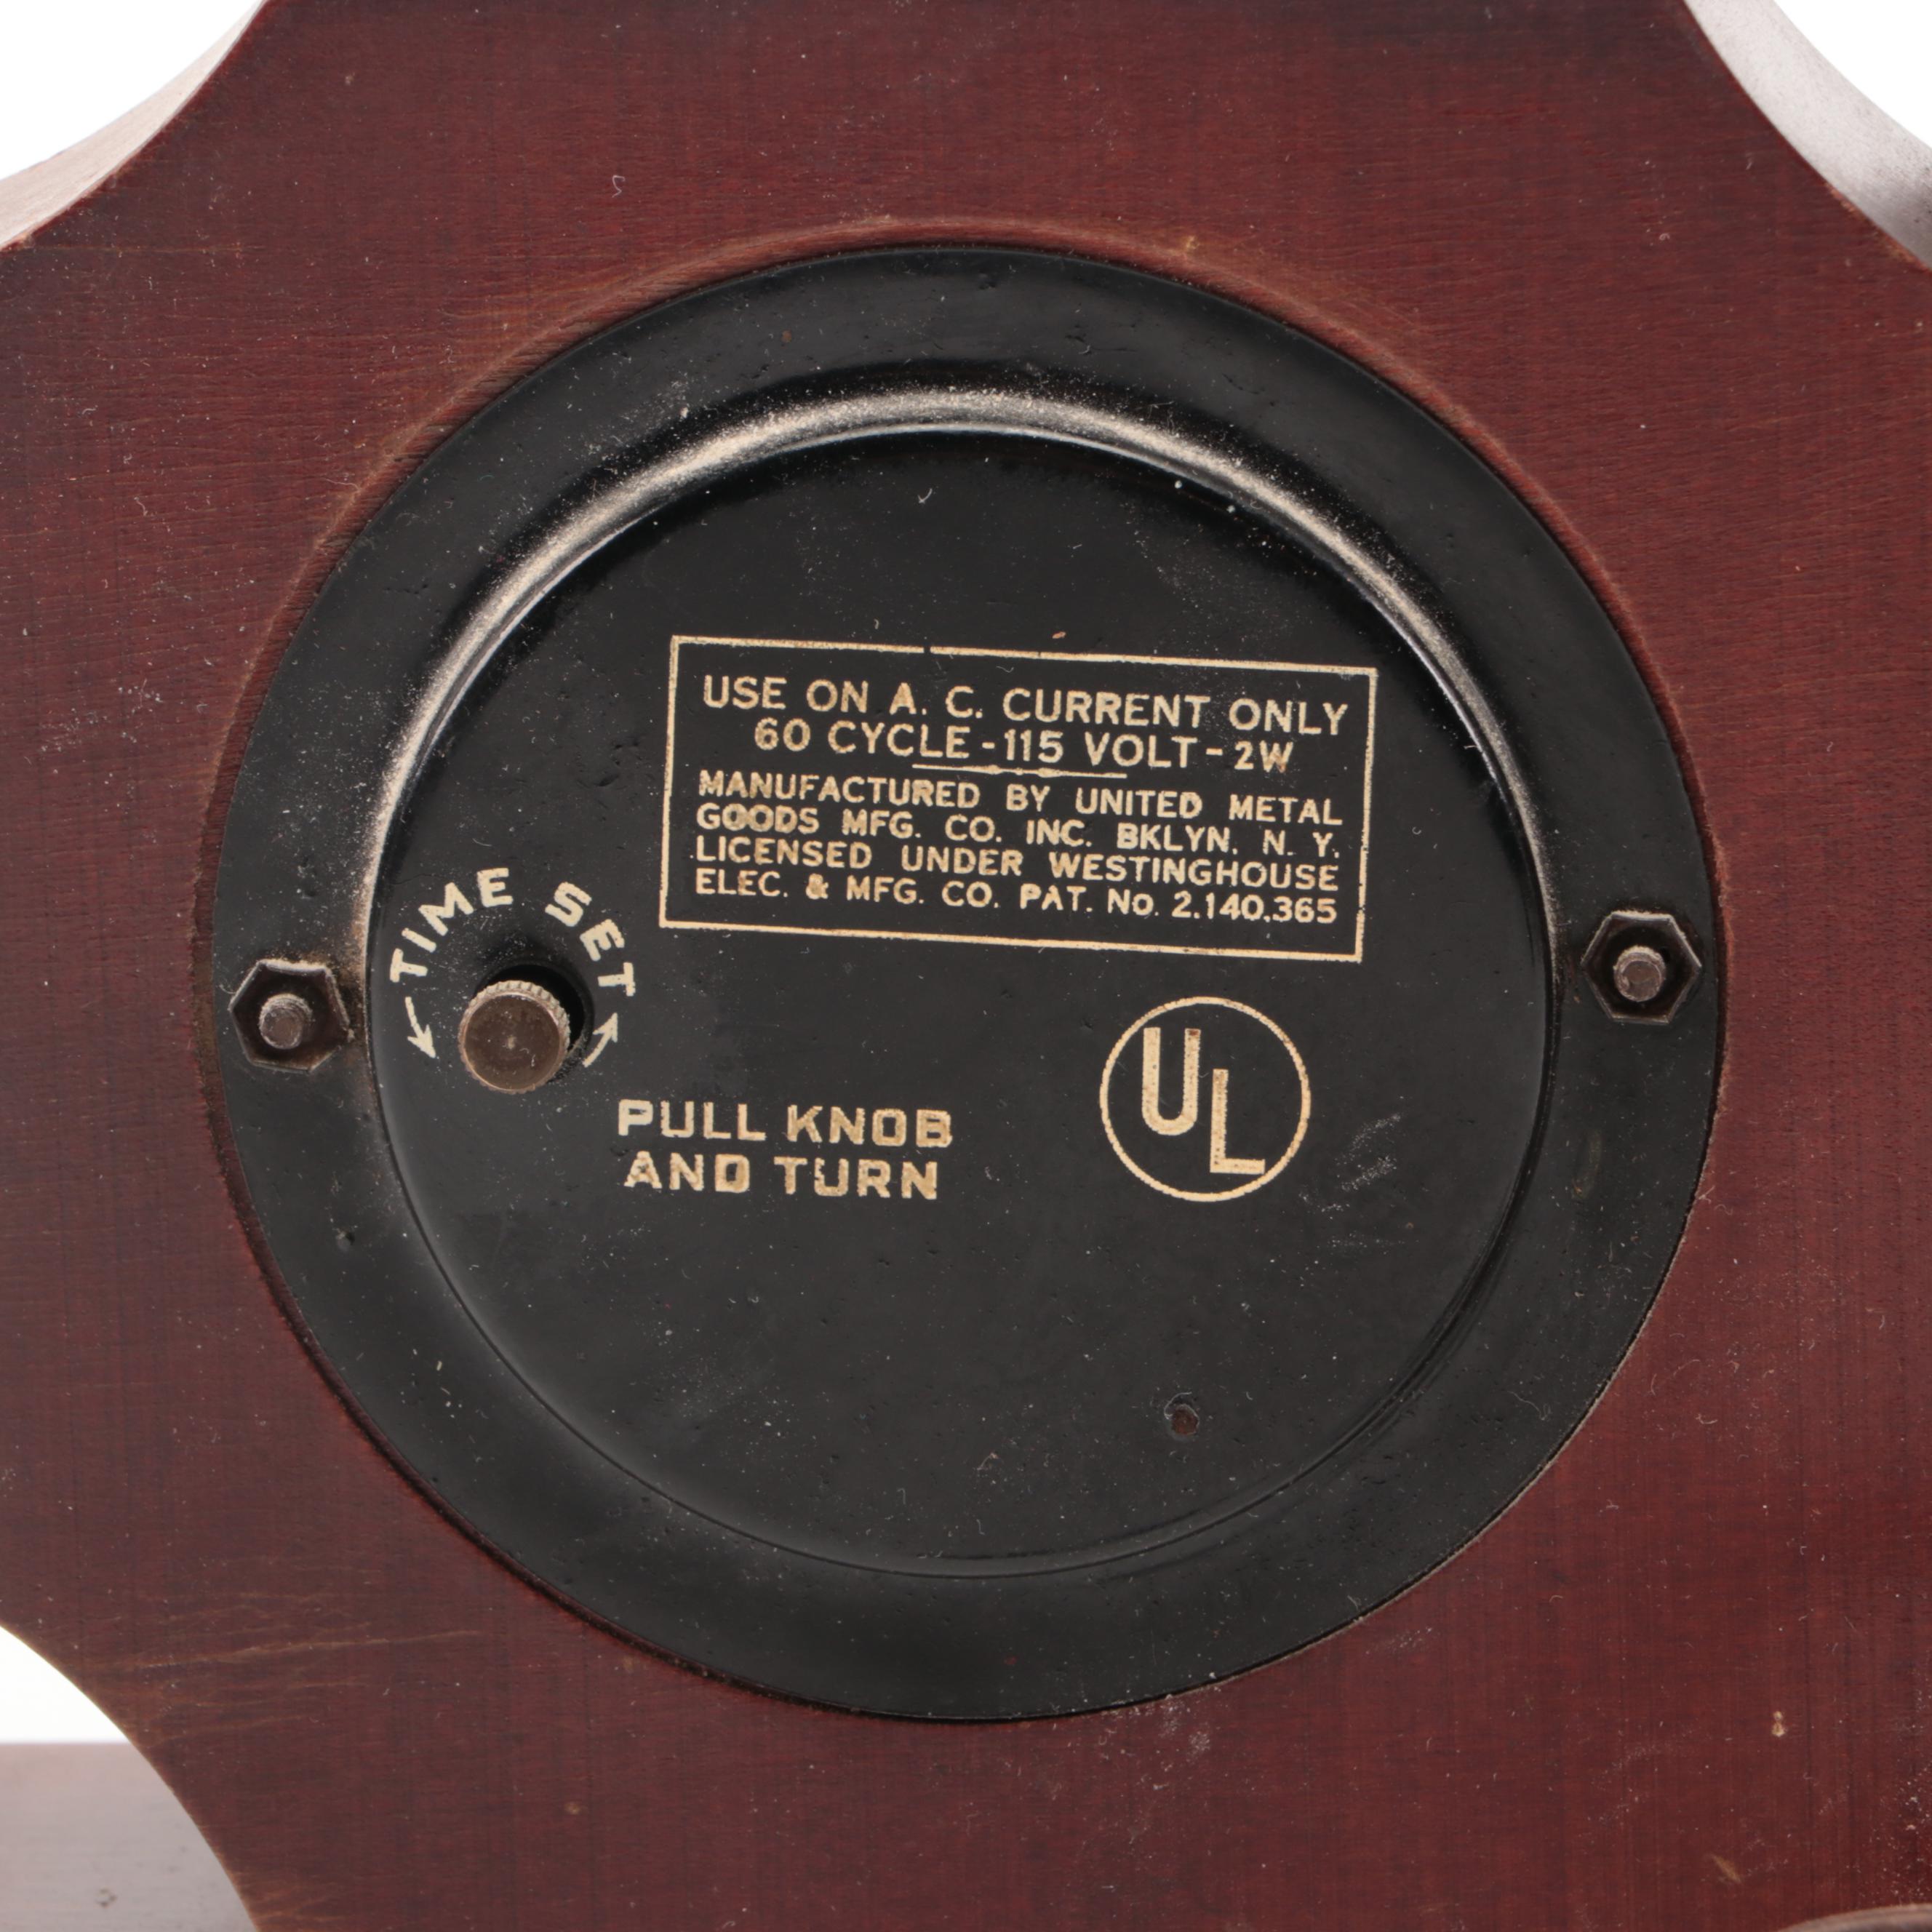 USE ON A. C. CURRENT ONLY
60 CYCLE - 115 VOLT - 2W
MANUFACTURED BY UNITED METAL
GOODS MFG. CO. INC. BKLYN. N. Y.
LICENSED UNDER WESTINGHOUSE
ELEC. & MFG. CO. PAT. No. 2.140.365
TIME SET
PULL KNOB
AND TURN
UL